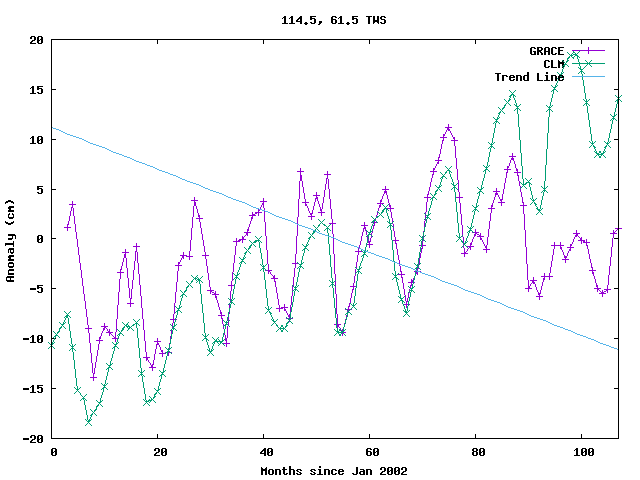 114.5, 61.5 TWS
GRACE
CLM
Trend Line
20
15
10
5
0
-5
-10
-15
-20
Anomaly (cm)
0 20 40 60 80 100
Months since Jan 2002